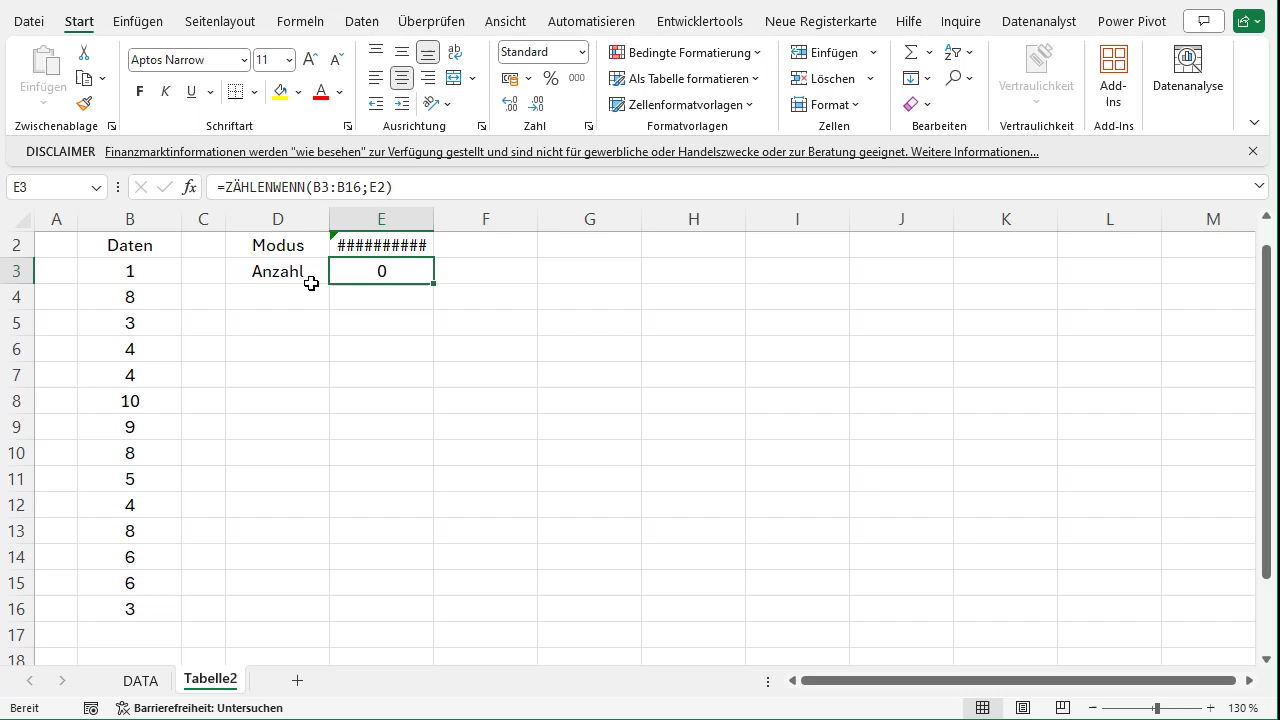 Datei Start Einfügen Seitenlayout Formeln Daten Überprüfen Ansicht Automatisieren Entwicklertools Neue Registerkarte Hilfe Inquire Datenanalyst Power Pivot
Einfügen
Zwischenablage
Aptos Narrow 11
F K U A
Schriftart
ab
Ausrichtung
Standard
% 000
Zahl
Bedingte Formatierung
Als Tabelle formatieren
Zellenformatvorlagen
Formatvorlagen
Einfügen
Löschen
Format
Zellen
Bearbeiten
Vertraulichkeit
Vertraulichkeit
Add-
Ins
Add-Ins
Datenanalyse
DISCLAIMER Finanzmarktinformationen werden "wie besehen" zur Verfügung gestellt und sind nicht für gewerbliche oder Handelszwecke oder zur Beratung geeignet. Weitere Informationen...
E3 fx =ZÄHLENWENN(B3:B16;E2)
A B C D E F G H I J K L M
2 Daten Modus ##########
3 1 Anzahl 0
4 8
5 3
6 4
7 4
8 10
9 9
10 8
11 5
12 4
13 8
14 6
15 6
16 3
17
18
DATA Tabelle2
Bereit Barrierefreiheit: Untersuchen 130 %